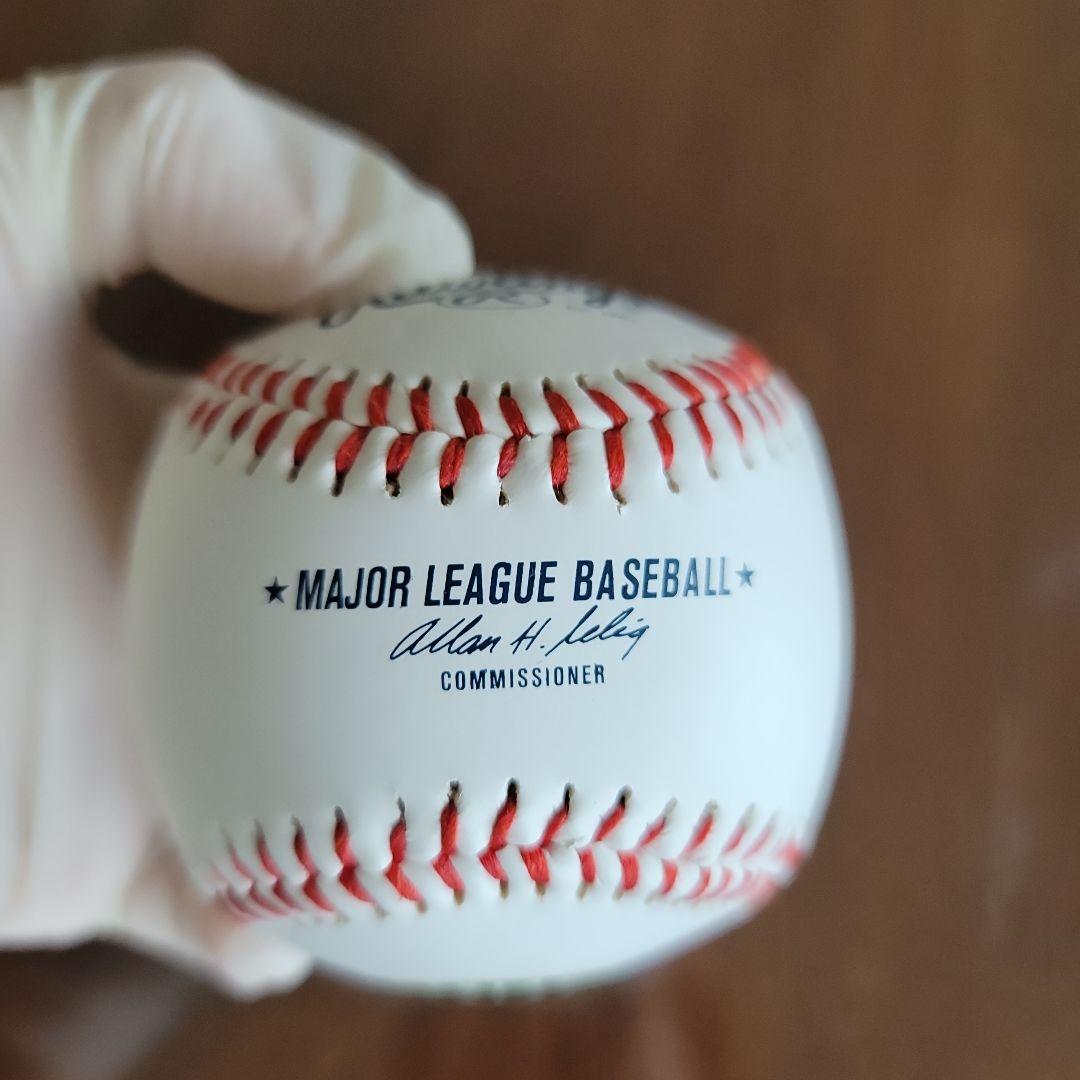 ★ MAJOR LEAGUE BASEBALL ★
Allan H. Selig
COMMISSIONER